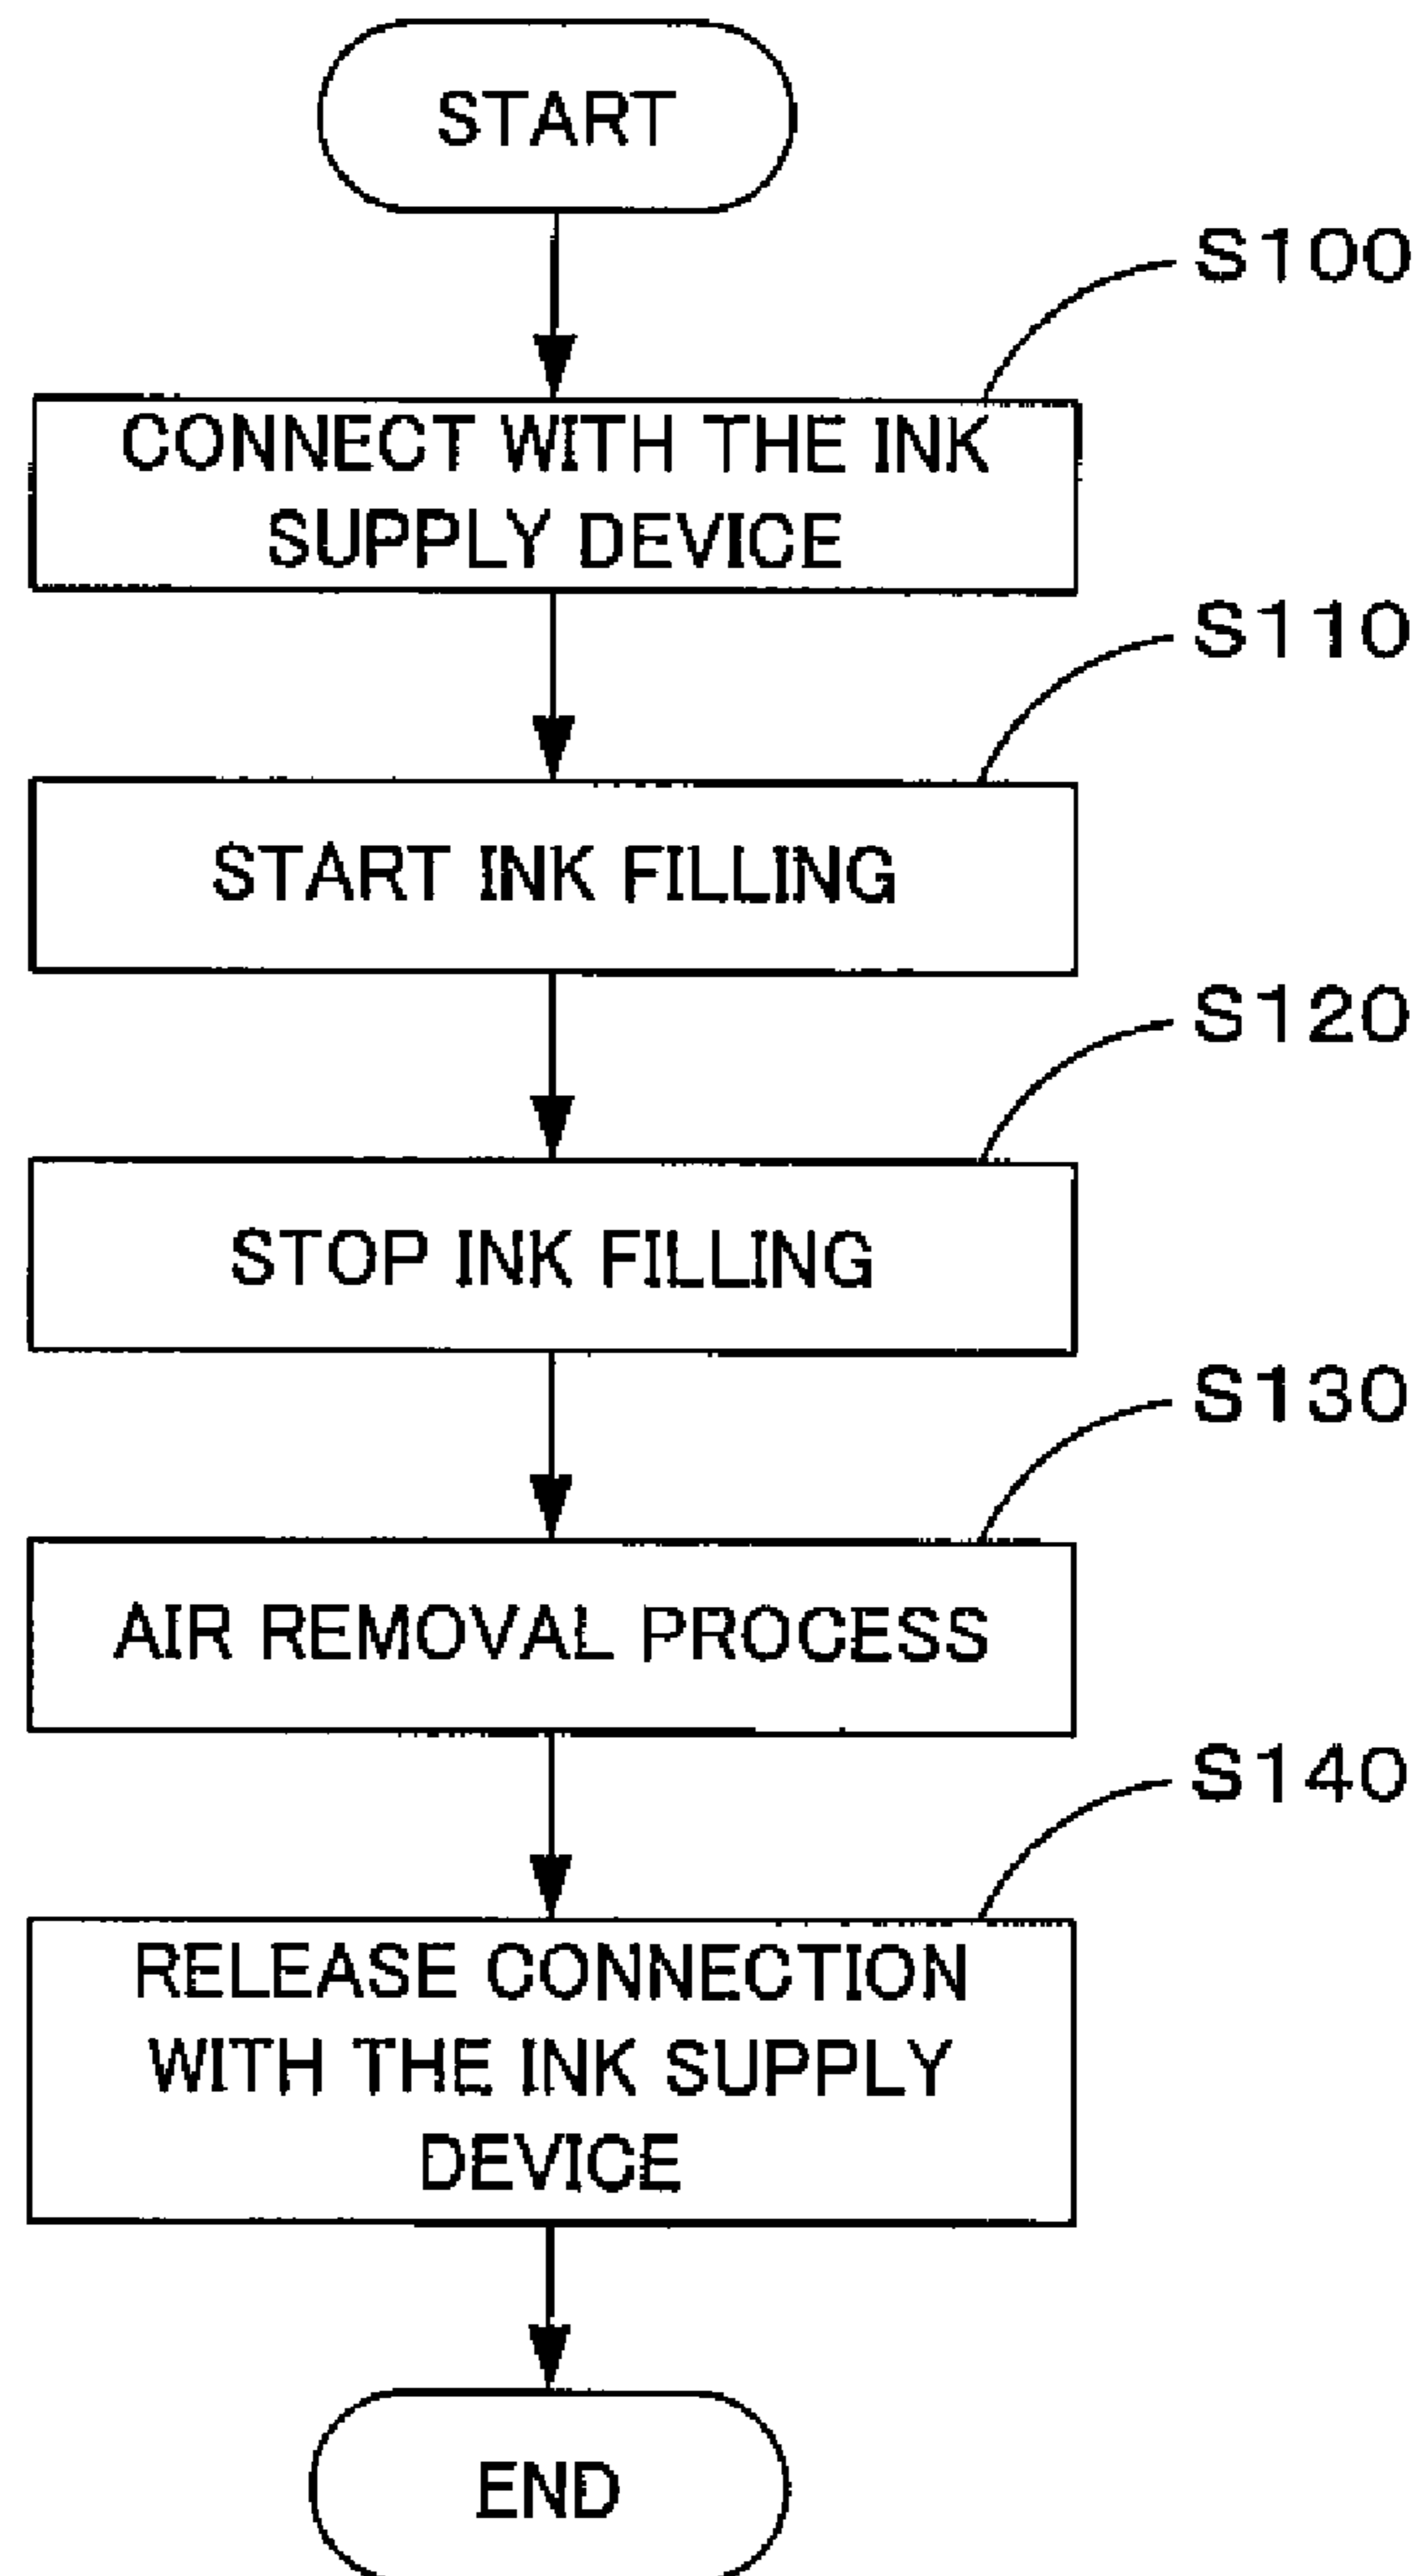 START
S100
CONNECT WITH THE INK
SUPPLY DEVICE
S110
START INK FILLING
S120
STOP INK FILLING
S130
AIR REMOVAL PROCESS
S140
RELEASE CONNECTION
WITH THE INK SUPPLY
DEVICE
END